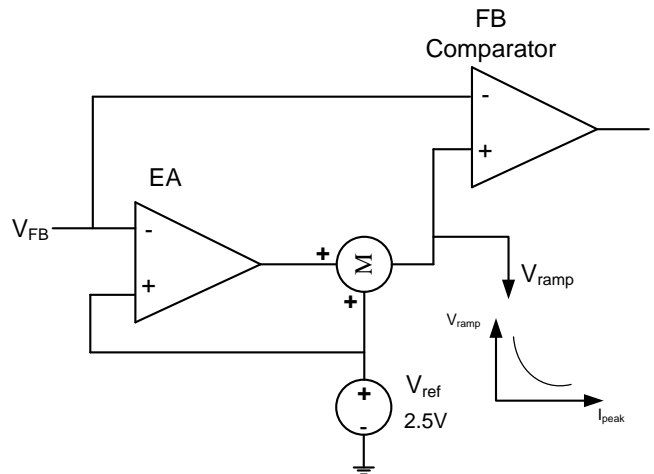 FB
Comparator
-
+
EA
V_FB
-
+
+
M
+
V_ramp
V_ramp
I_peak
+
-
V_ref
2.5V